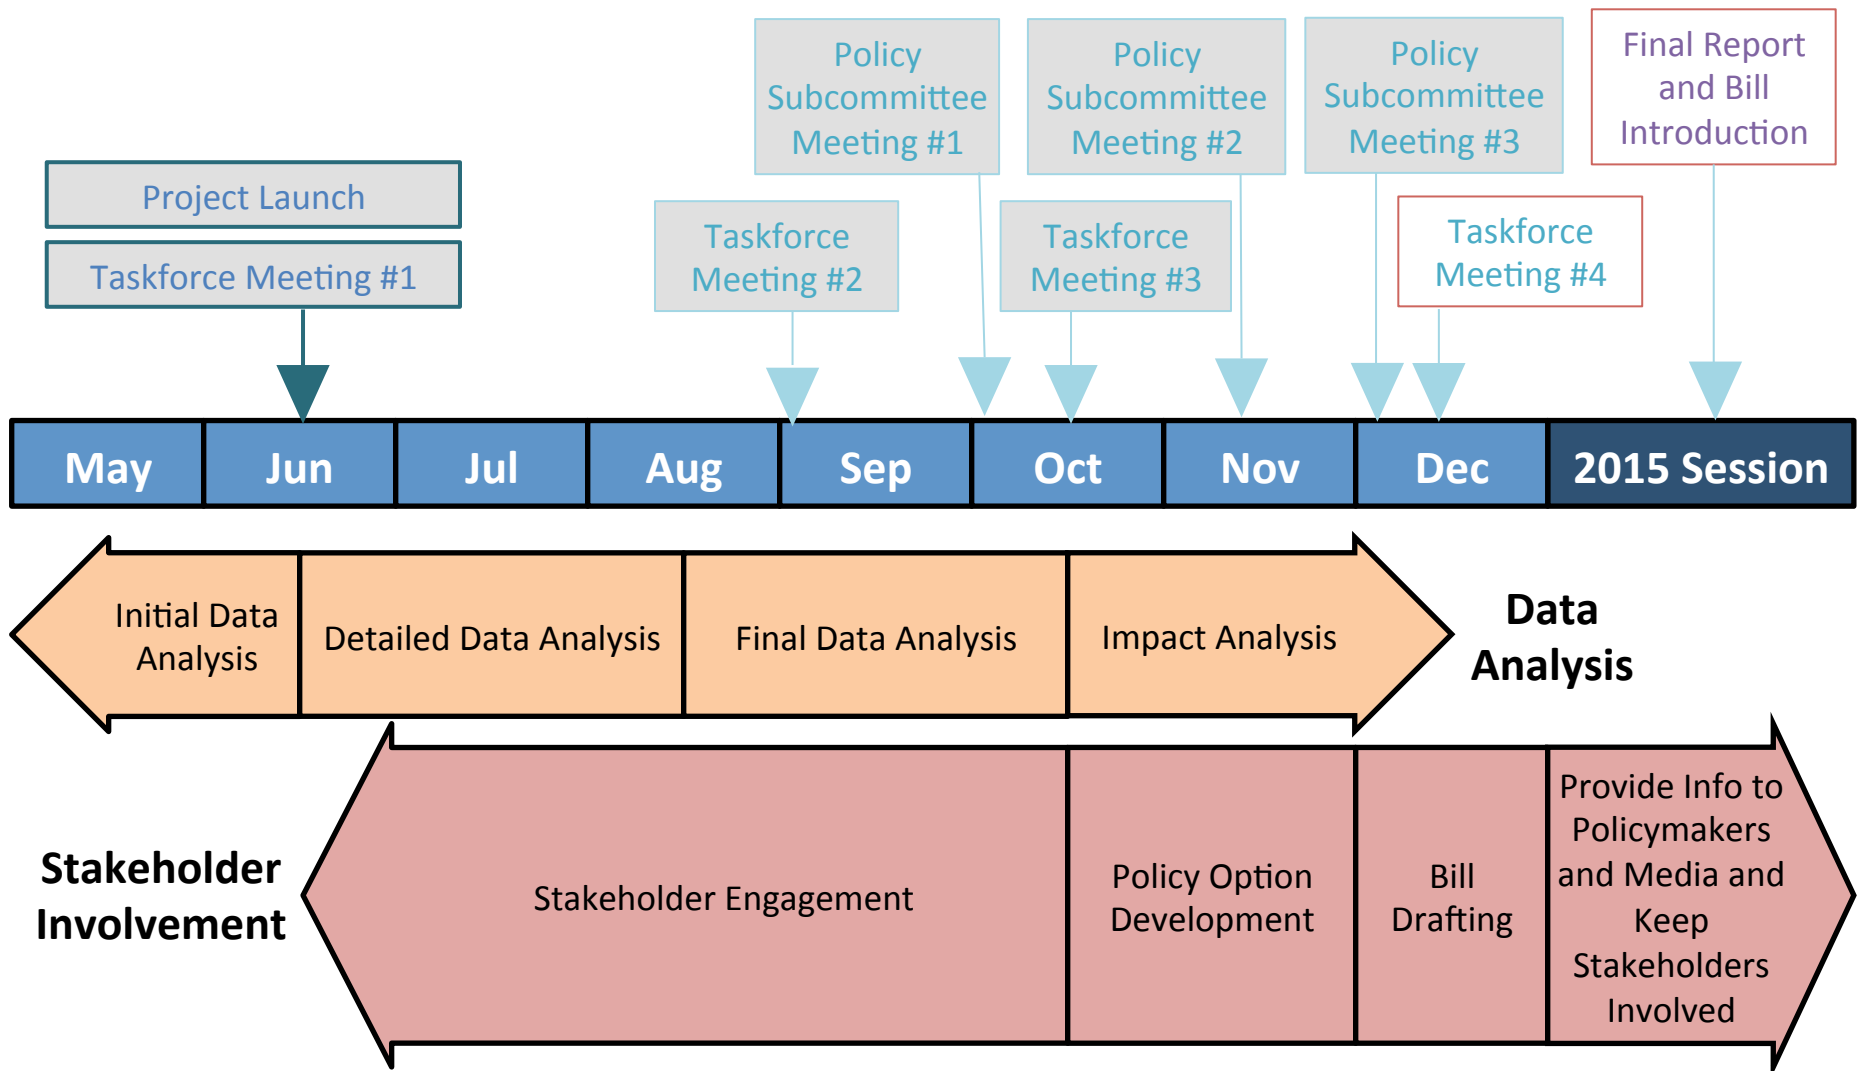 Policy
Subcommittee
Meeting #1
Policy
Subcommittee
Meeting #2
Policy
Subcommittee
Meeting #3
Final Report
and Bill
Introduction
Project Launch
Taskforce Meeting #1
Taskforce
Meeting #2
Taskforce
Meeting #3
Taskforce
Meeting #4
May
Jun
Jul
Aug
Sep
Oct
Nov
Dec
2015 Session
Initial Data
Analysis
Detailed Data Analysis
Final Data Analysis
Impact Analysis
Data
Analysis
Stakeholder
Involvement
Stakeholder Engagement
Policy Option
Development
Bill
Drafting
Provide Info to
Policymakers
and Media and
Keep
Stakeholders
Involved